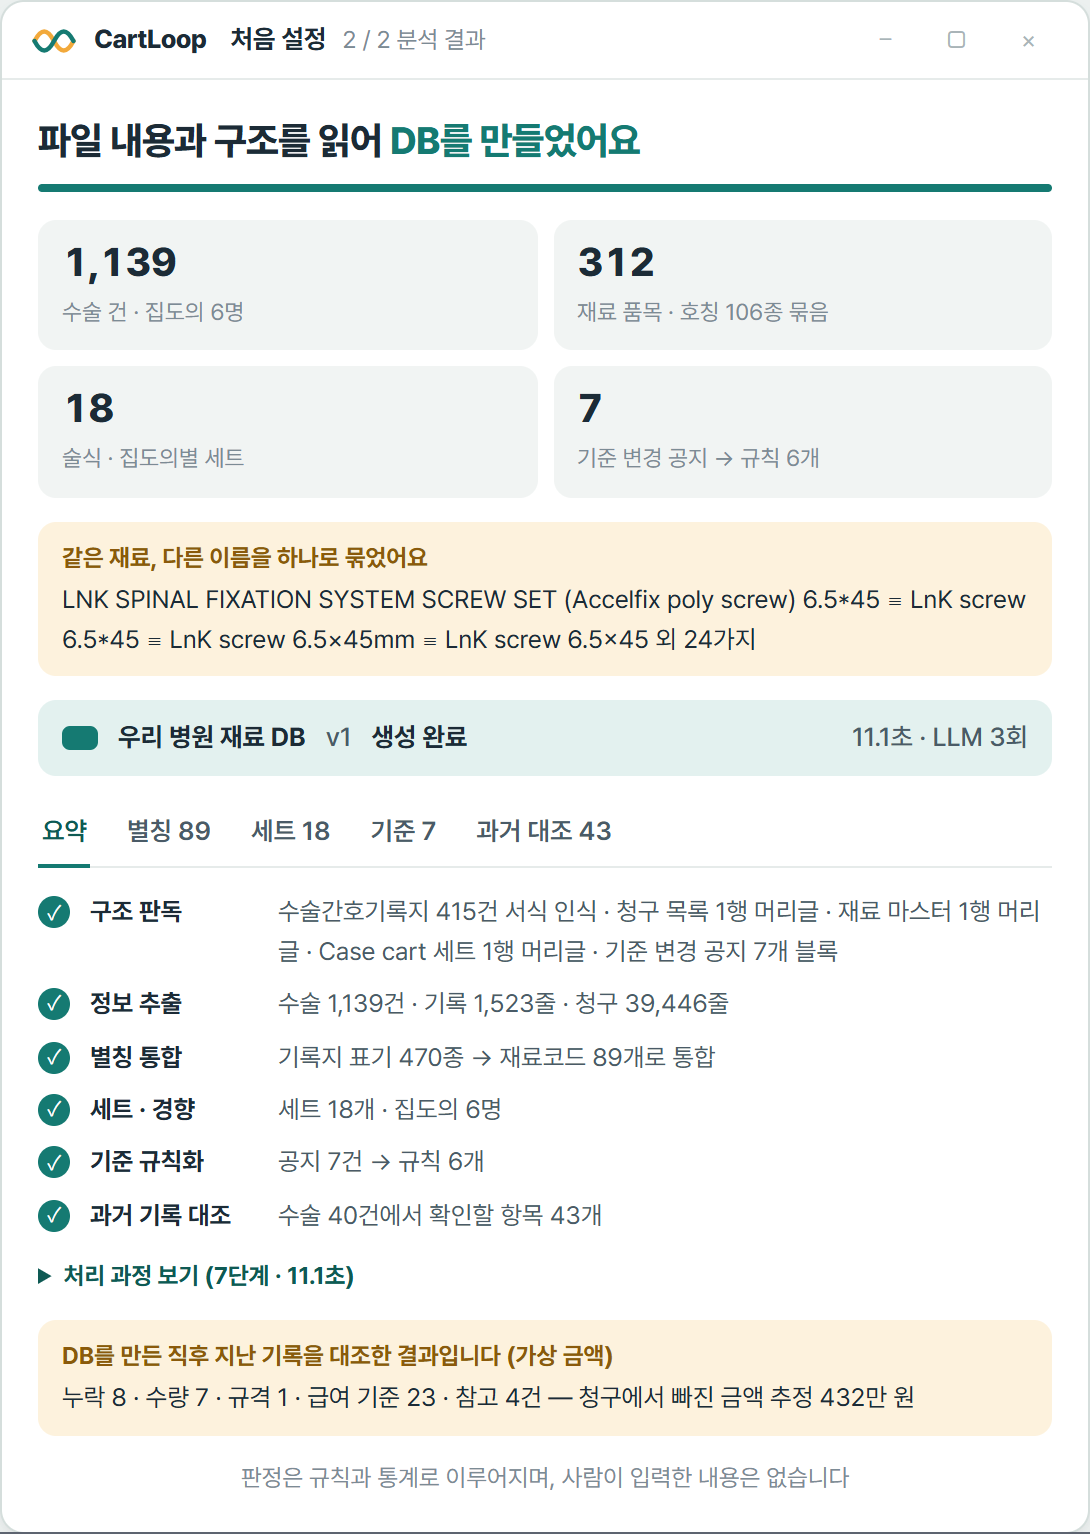 CartLoop 처음 설정 2 / 2 분석 결과
파일 내용과 구조를 읽어 DB를 만들었어요
1,139
수술 건 · 집도의 6명
312
재료 품목 · 호칭 106종 묶음
18
술식 · 집도의별 세트
7
기준 변경 공지 → 규칙 6개
같은 재료, 다른 이름을 하나로 묶었어요
LNK SPINAL FIXATION SYSTEM SCREW SET (Accelfix poly screw) 6.5*45 ≡ LnK screw
6.5*45 ≡ LnK screw 6.5×45mm ≡ LnK screw 6.5×45 외 24가지
우리 병원 재료 DB v1 생성 완료 11.1초 · LLM 3회
요약 별칭 89 세트 18 기준 7 과거 대조 43
구조 판독 수술간호기록지 415건 서식 인식 · 청구 목록 1행 머리글 · 재료 마스터 1행 머리
글 · Case cart 세트 1행 머리글 · 기준 변경 공지 7개 블록
정보 추출 수술 1,139건 · 기록 1,523줄 · 청구 39,446줄
별칭 통합 기록지 표기 470종 → 재료코드 89개로 통합
세트 · 경향 세트 18개 · 집도의 6명
기준 규칙화 공지 7건 → 규칙 6개
과거 기록 대조 수술 40건에서 확인할 항목 43개
▶ 처리 과정 보기 (7단계 · 11.1초)
DB를 만든 직후 지난 기록을 대조한 결과입니다 (가상 금액)
누락 8 · 수량 7 · 규격 1 · 급여 기준 23 · 참고 4건 — 청구에서 빠진 금액 추정 432만 원
판정은 규칙과 통계로 이루어지며, 사람이 입력한 내용은 없습니다